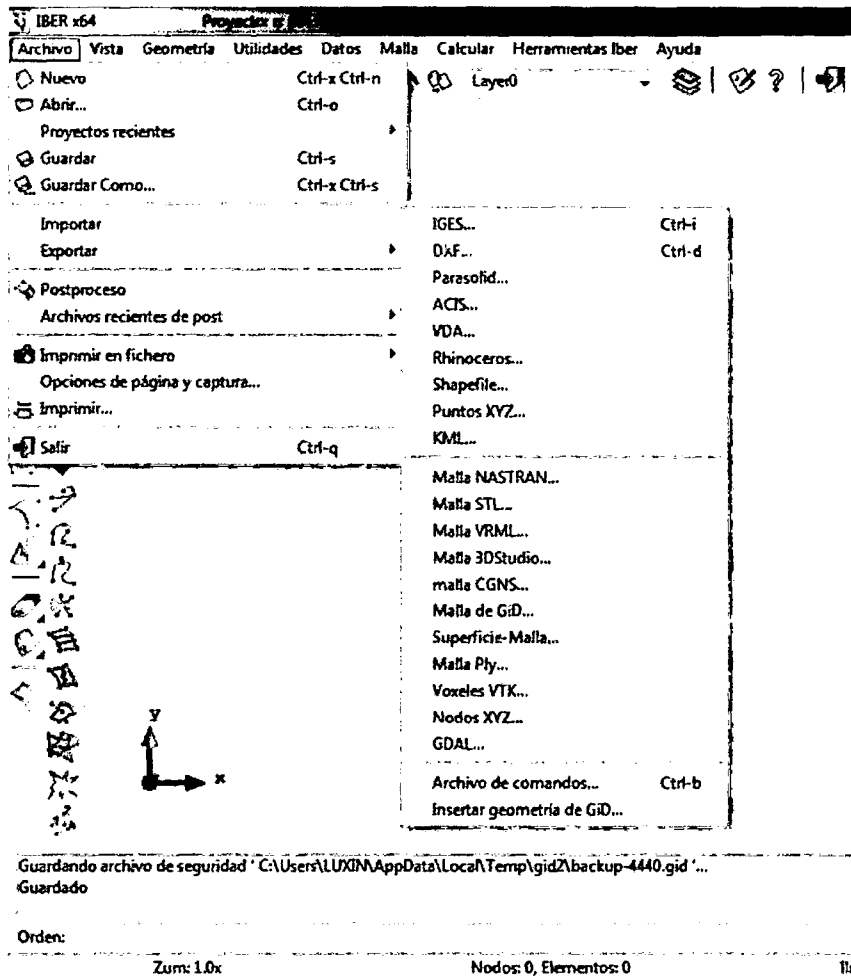 IBER x64
Archivo Vista Geometría Utilidades Datos Malla Calcular Herramientas Iber Ayuda
Nuevo Ctrl-x Ctrl-n
Layer0
Abrir... Ctrl-o
Proyectos recientes
Guardar Ctrl-s
Guardar Como... Ctrl-x Ctrl-s
Importar
Exportar
Postproceso
Archivos recientes de post
Imprimir en fichero
Opciones de página y captura...
Imprimir...
Salir Ctrl-q
IGES... Ctrl-i
DXF... Ctrl-d
Parasolid...
ACIS...
VDA...
Rhinoceros...
Shapefile...
Puntos XYZ...
KML...
Malla NASTRAN...
Malla STL...
Malla VRML...
Malla 3DStudio...
malla CGNS...
Malla de GiD...
Superficie-Malla...
Malla Ply...
Voxeles VTK...
Nodos XYZ...
GDAL...
Archivo de comandos... Ctrl-b
Insertar geometría de GiD...
y
x
Guardando archivo de seguridad ' C:\Users\LUXIN\AppData\Local\Temp\gid2\backup-4440.gid '...
Guardado
Orden:
Zum: 1.0x Nodos: 0, Elementos: 0